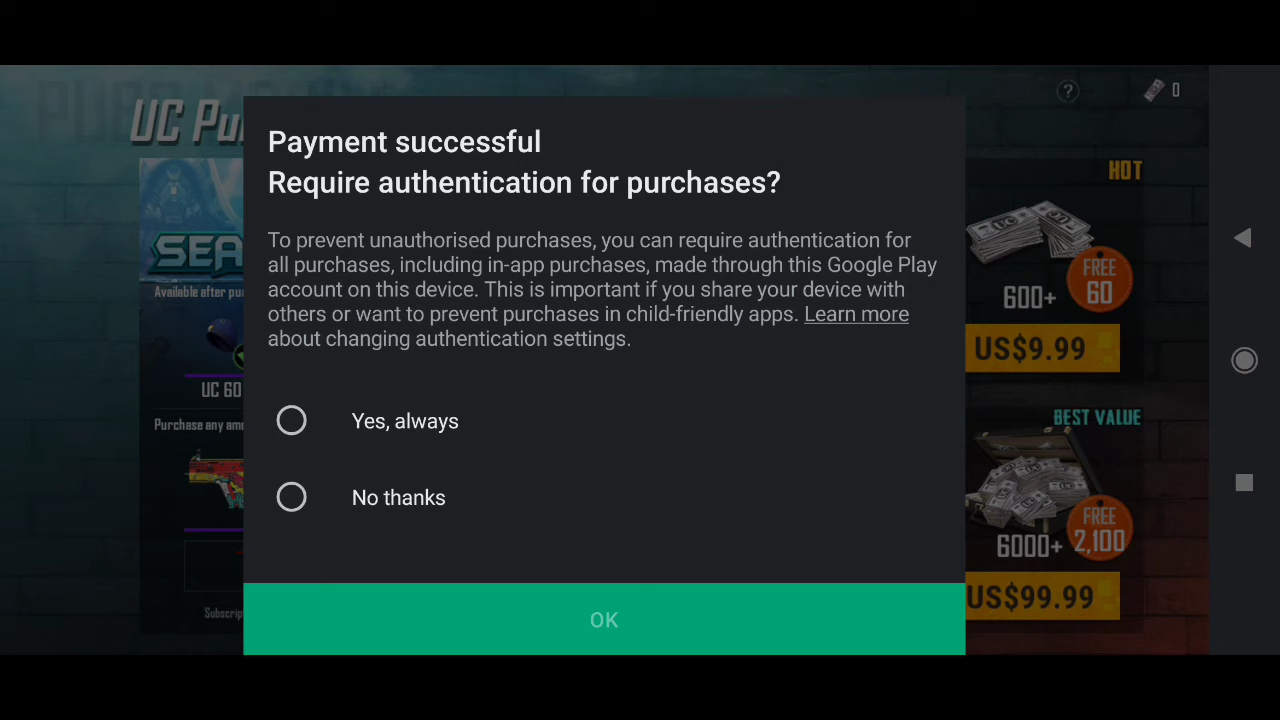 UC Pu
0
Payment successful
Require authentication for purchases?
HOT
To prevent unauthorised purchases, you can require authentication for
all purchases, including in-app purchases, made through this Google Play
account on this device. This is important if you share your device with
others or want to prevent purchases in child-friendly apps. Learn more
about changing authentication settings.
SEA
Available after pu
UC 60
600+
FREE
60
US$9.99
Purchase any am
Yes, always
No thanks
BEST VALUE
6000+
FREE
2,100
US$99.99
Subscrip
OK